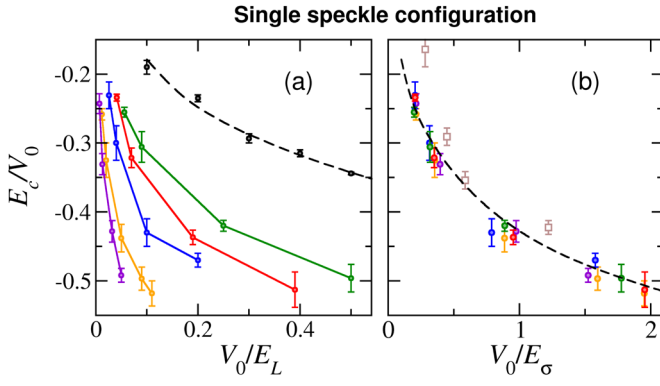 Single speckle configuration
(a)
(b)
E_c/V_0
-0.2
-0.3
-0.4
-0.5
0 0.2 0.4
V_0/E_L
0 1 2
V_0/E_σ